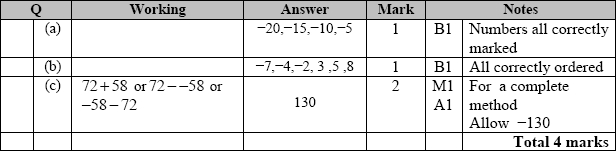 Q Working Answer Mark Notes
(a) −20,−15,−10,−5 1 B1 Numbers all correctly
marked
(b) −7,−4,−2, 3 ,5 ,8 1 B1 All correctly ordered
(c) 72+58 or 72−−58 or 2 M1 For a complete
−58−72 130 A1 method
Allow −130
Total 4 marks